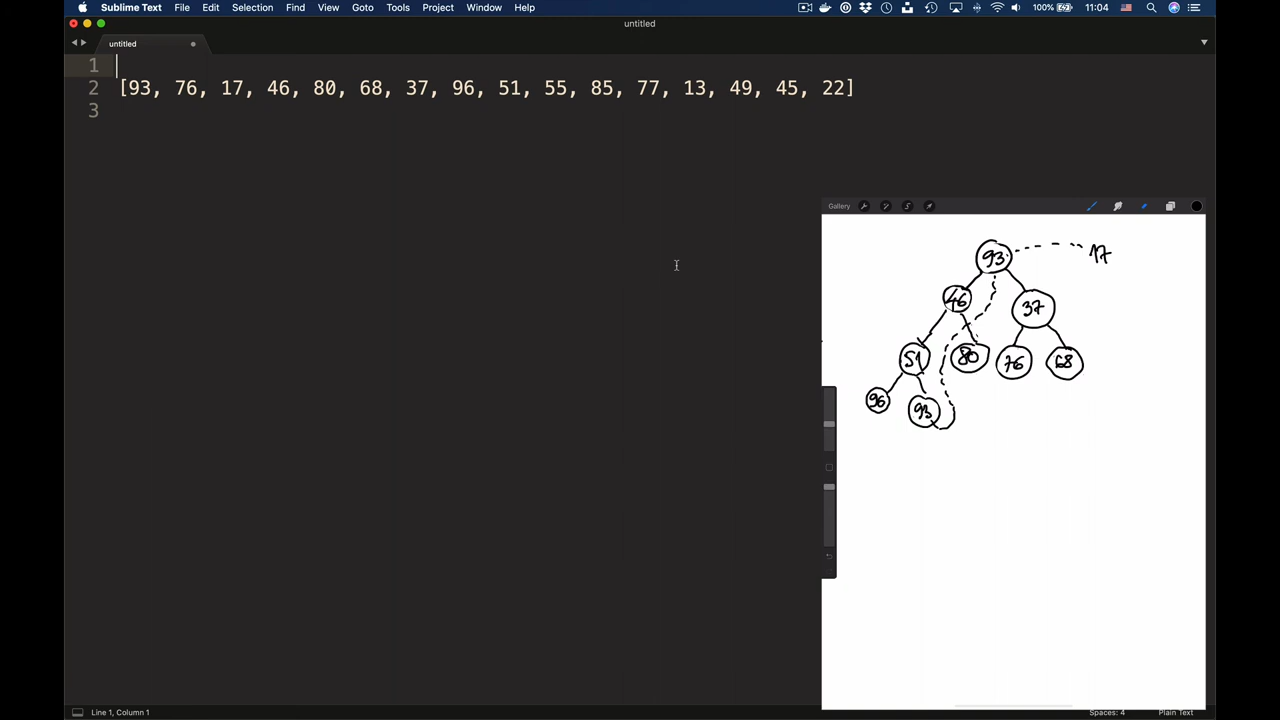 Sublime Text File Edit Selection Find View Goto Tools Project Window Help 100% 11:04
untitled
untitled
1
2 [93, 76, 17, 46, 80, 68, 37, 96, 51, 55, 85, 77, 13, 49, 45, 22]
3
Gallery S
93 17
46 37
51 80 76 68
96 93
Line 1, Column 1 Spaces: 4 Plain Text